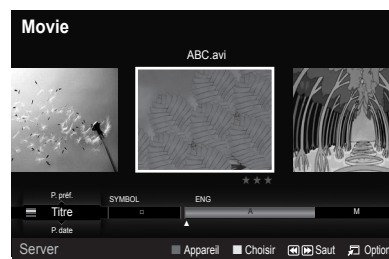 Movie
ABC.avi
P. préf.
SYMBOL ENG
Titre A M
P. date
Server Appareil Choisir Saut Option